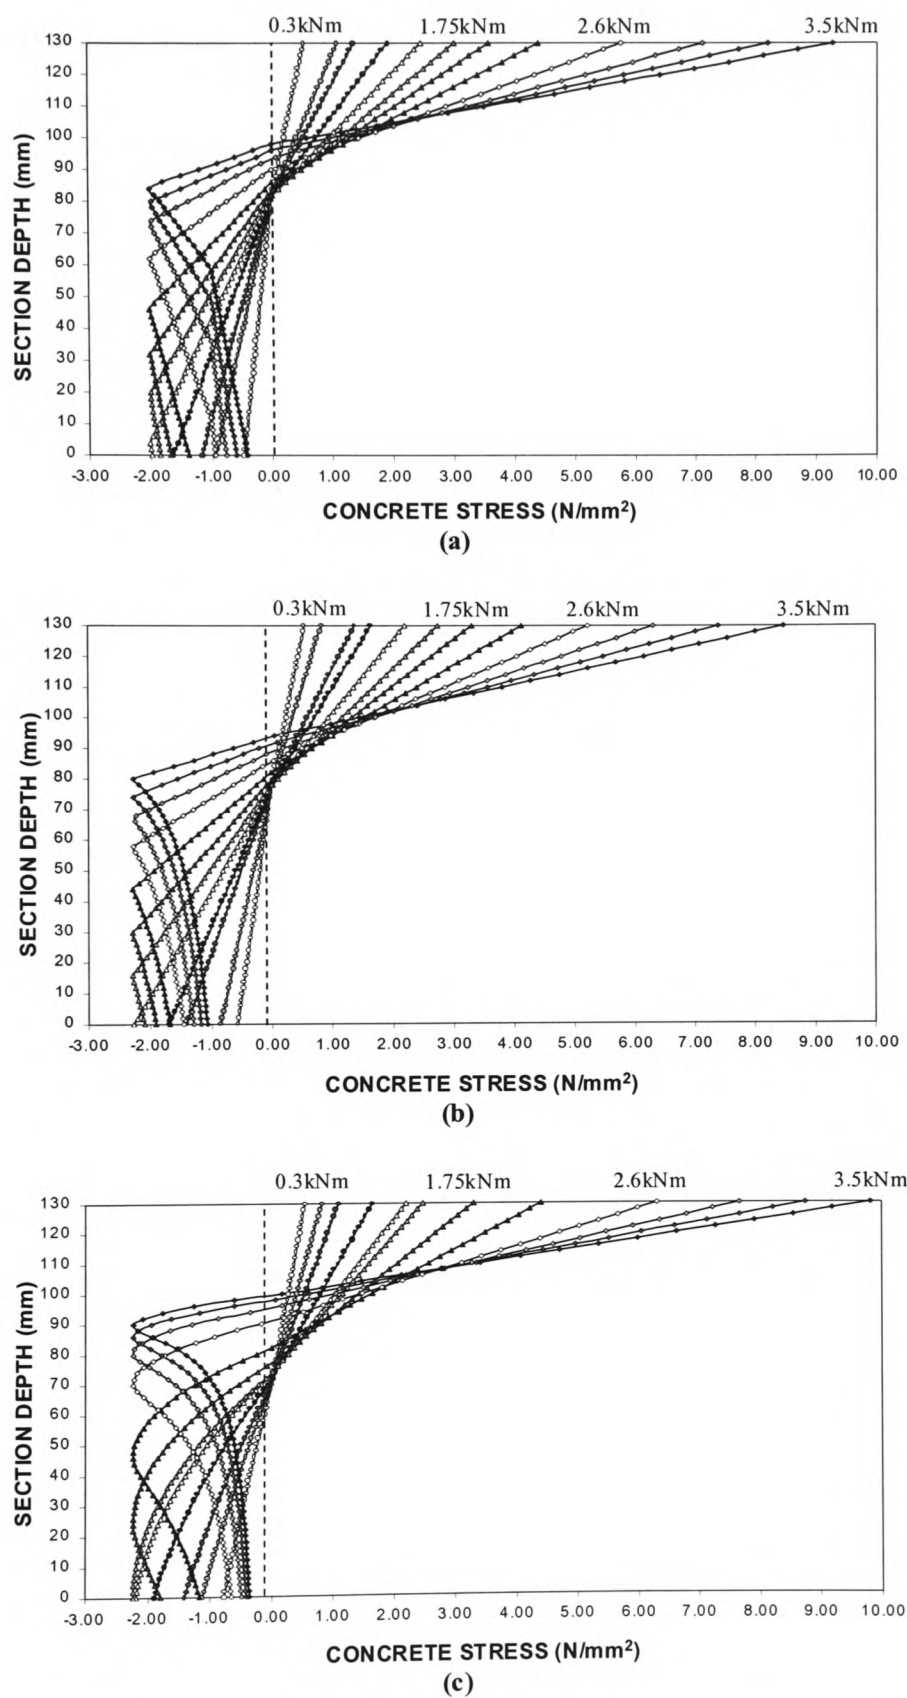 0.3kNm 1.75kNm 2.6kNm 3.5kNm
130
120
110
100
90
80
70
60
50
40
30
20
10
0
SECTION DEPTH (mm)
-3.00 -2.00 -1.00 0.00 1.00 2.00 3.00 4.00 5.00 6.00 7.00 8.00 9.00 10.00
CONCRETE STRESS (N/mm²)
(a)
0.3kNm 1.75kNm 2.6kNm 3.5kNm
130
120
110
100
90
80
70
60
50
40
30
20
10
0
SECTION DEPTH (mm)
-3.00 -2.00 -1.00 0.00 1.00 2.00 3.00 4.00 5.00 6.00 7.00 8.00 9.00 10.00
CONCRETE STRESS (N/mm²)
(b)
0.3kNm 1.75kNm 2.6kNm 3.5kNm
130
120
110
100
90
80
70
60
50
40
30
20
10
0
SECTION DEPTH (mm)
-3.00 -2.00 -1.00 0.00 1.00 2.00 3.00 4.00 5.00 6.00 7.00 8.00 9.00 10.00
CONCRETE STRESS (N/mm²)
(c)